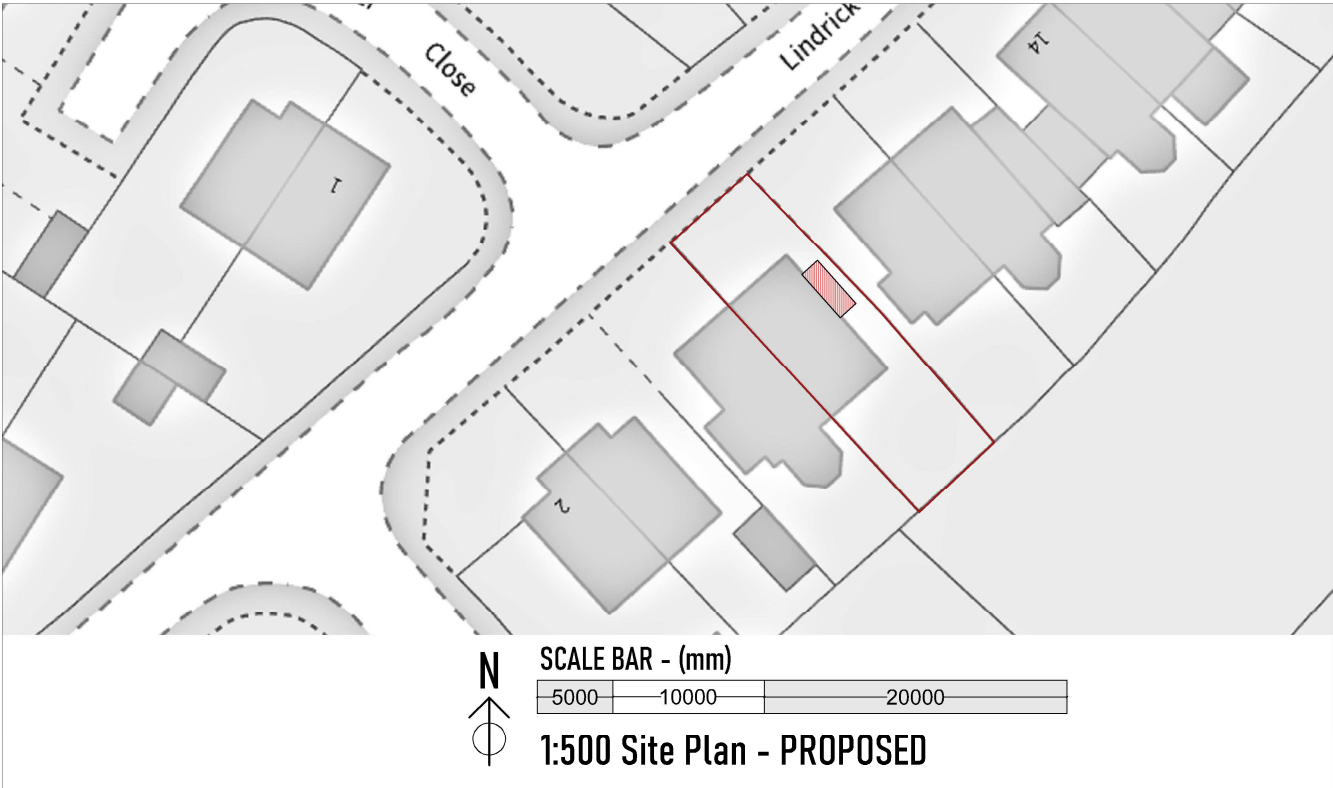 Close
Lindrick
14
1
2
N
SCALE BAR - (mm)
5000 10000 20000
1:500 Site Plan - PROPOSED